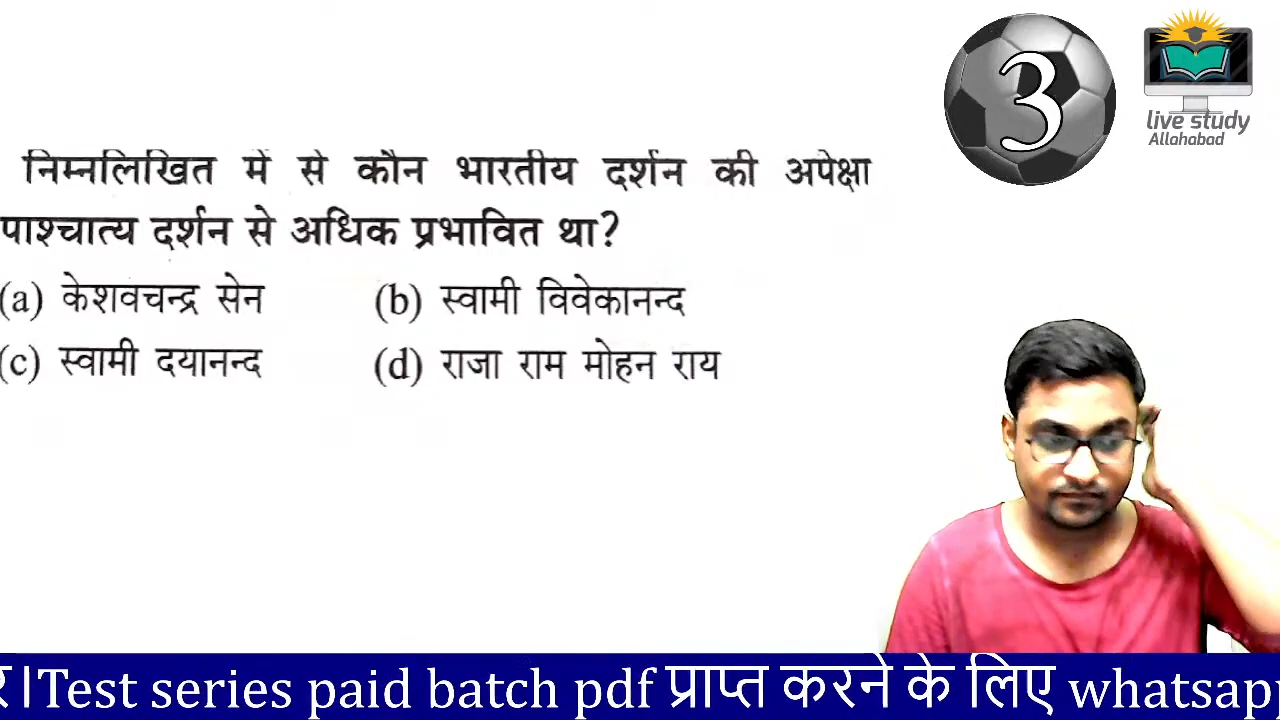 3
live study
Allahabad
निम्नलिखित में से कौन भारतीय दर्शन की अपेक्षा
पाश्चात्य दर्शन से अधिक प्रभावित था?
(a) केशवचन्द्र सेन (b) स्वामी विवेकानन्द
(c) स्वामी दयानन्द (d) राजा राम मोहन राय
र।Test series paid batch pdf प्राप्त करने के लिए whatsapp